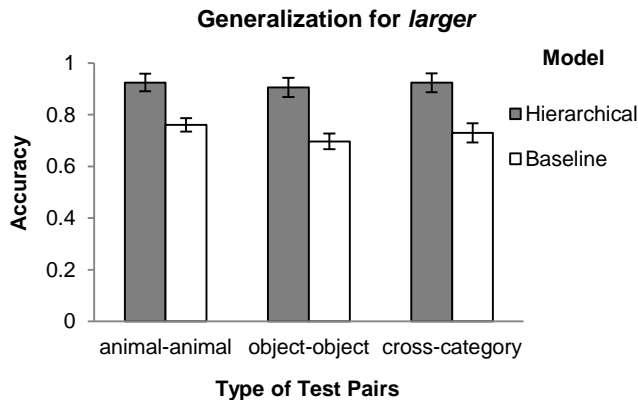 Generalization for larger
Model
Hierarchical
Baseline
Accuracy
1
0.8
0.6
0.4
0.2
0
animal-animal object-object cross-category
Type of Test Pairs